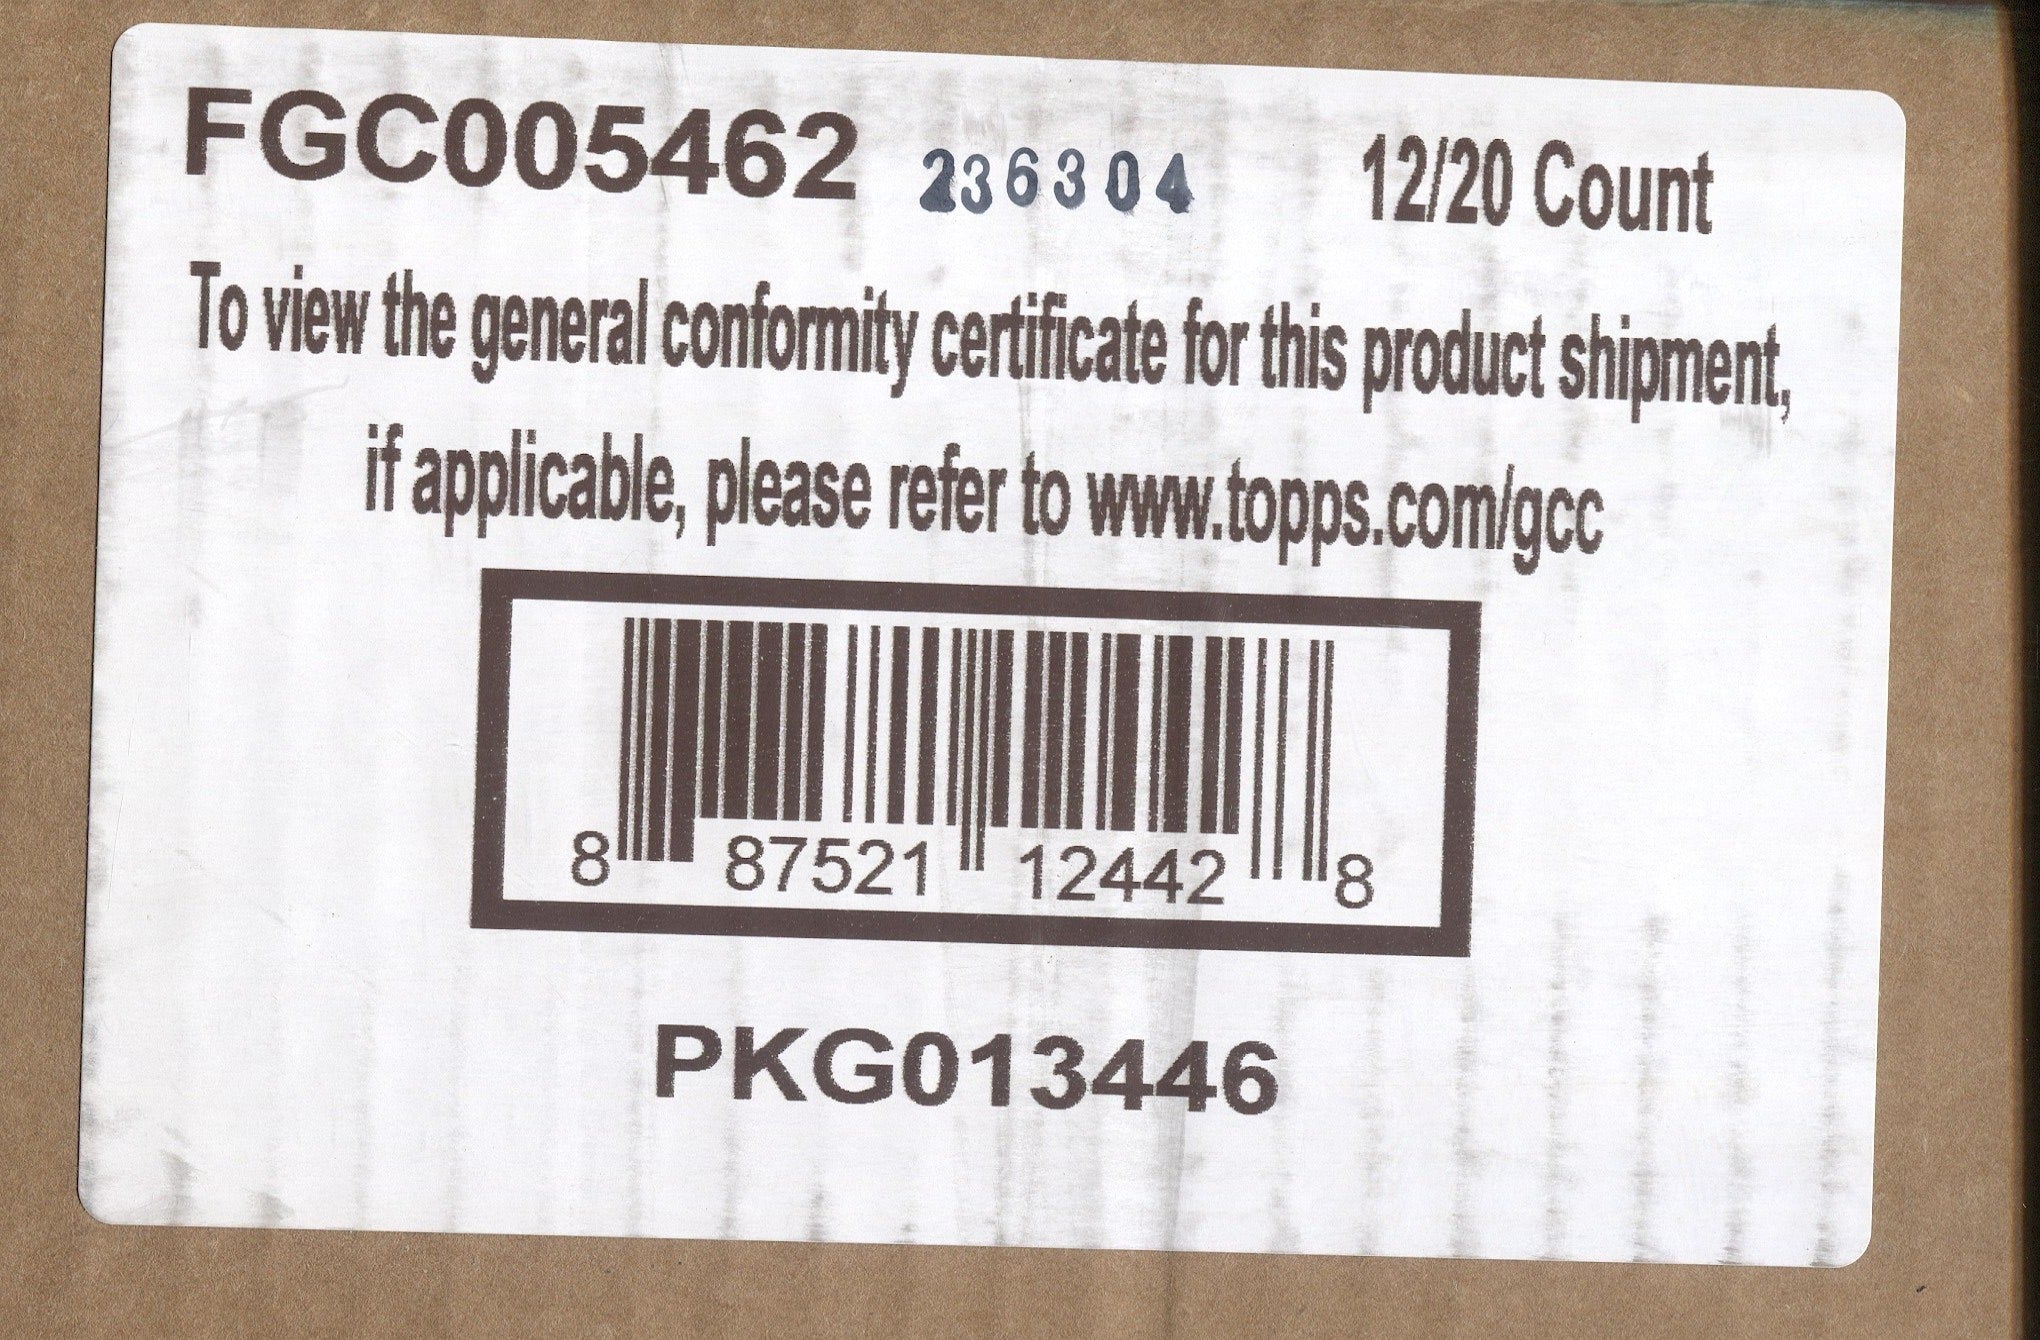 FGC005462 236304 12/20 Count
To view the general conformity certificate for this product shipment,
if applicable, please refer to www.topps.com/gcc
8 87521 12442 8
PKG013446